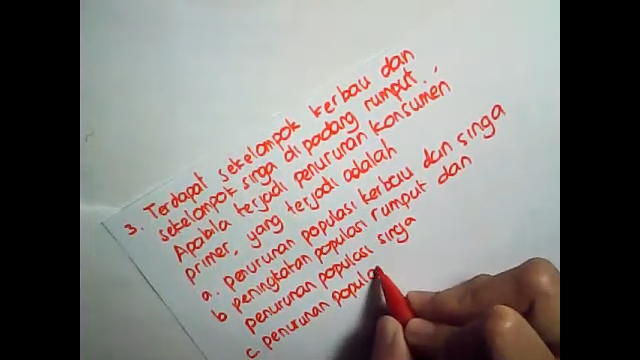 3. Terdapat sekelompok kerbau dan
sekelompok singa di padang rumput.
Apabila terjadi penurunan konsumen
primer, yang terjadi adalah
a. penurunan populasi kerbau dan singa
b peningkatan populasi rumput dan
penurunan populasi singa
c. penurunan popula